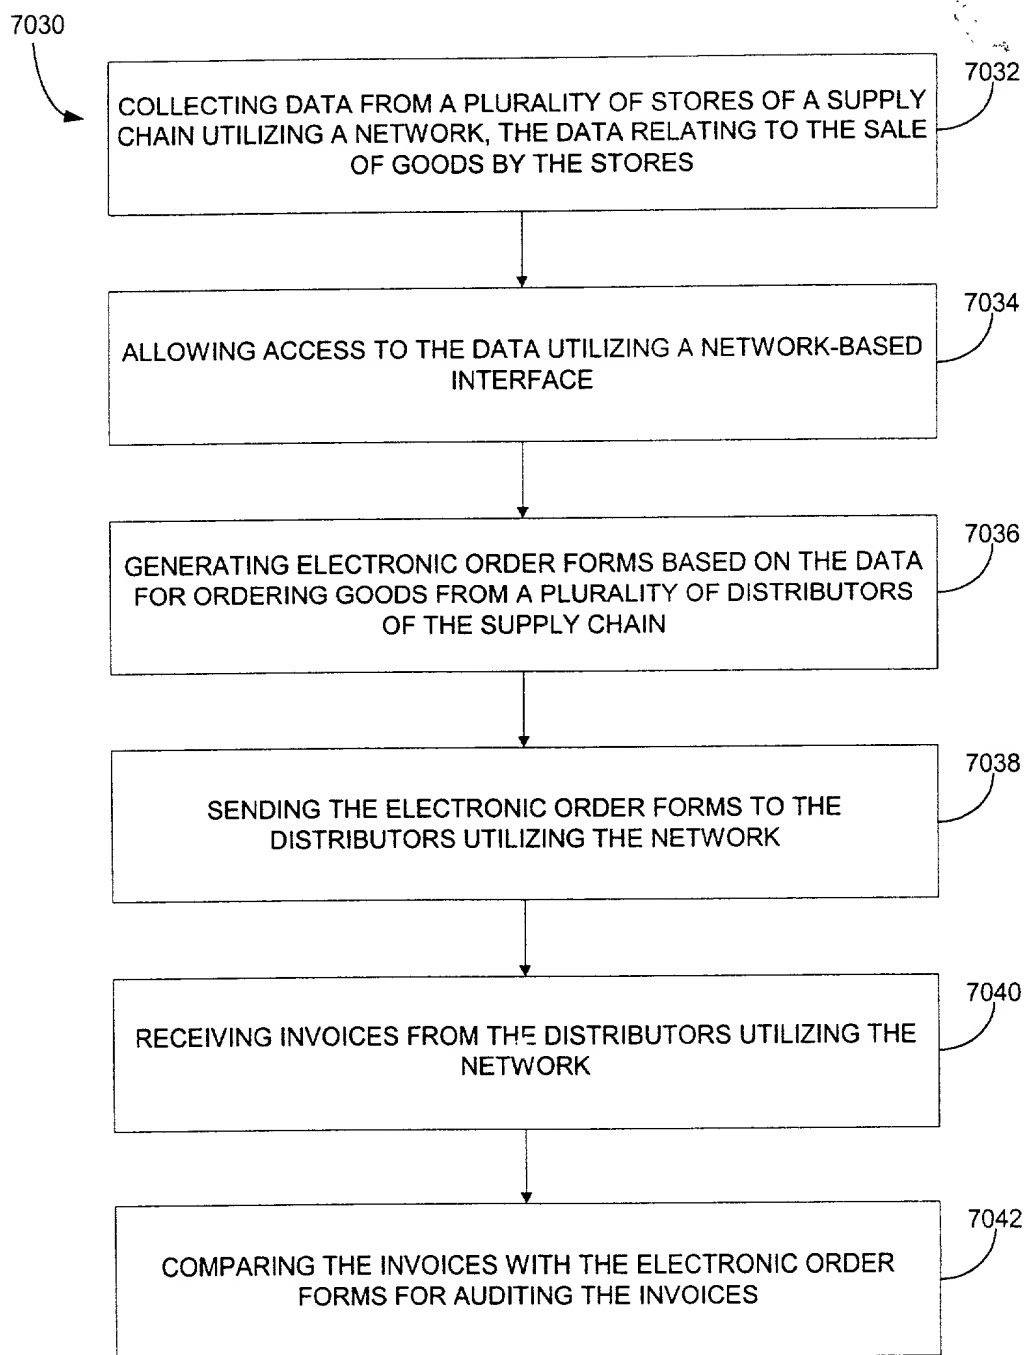 7030
7032
COLLECTING DATA FROM A PLURALITY OF STORES OF A SUPPLY
CHAIN UTILIZING A NETWORK, THE DATA RELATING TO THE SALE
OF GOODS BY THE STORES
7034
ALLOWING ACCESS TO THE DATA UTILIZING A NETWORK-BASED
INTERFACE
7036
GENERATING ELECTRONIC ORDER FORMS BASED ON THE DATA
FOR ORDERING GOODS FROM A PLURALITY OF DISTRIBUTORS
OF THE SUPPLY CHAIN
7038
SENDING THE ELECTRONIC ORDER FORMS TO THE
DISTRIBUTORS UTILIZING THE NETWORK
7040
RECEIVING INVOICES FROM THE DISTRIBUTORS UTILIZING THE
NETWORK
7042
COMPARING THE INVOICES WITH THE ELECTRONIC ORDER
FORMS FOR AUDITING THE INVOICES